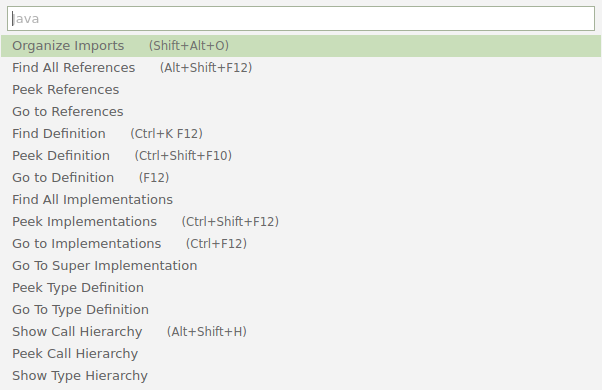 Java
Organize Imports (Shift+Alt+O)
Find All References (Alt+Shift+F12)
Peek References
Go to References
Find Definition (Ctrl+K F12)
Peek Definition (Ctrl+Shift+F10)
Go to Definition (F12)
Find All Implementations
Peek Implementations (Ctrl+Shift+F12)
Go to Implementations (Ctrl+F12)
Go To Super Implementation
Peek Type Definition
Go To Type Definition
Show Call Hierarchy (Alt+Shift+H)
Peek Call Hierarchy
Show Type Hierarchy